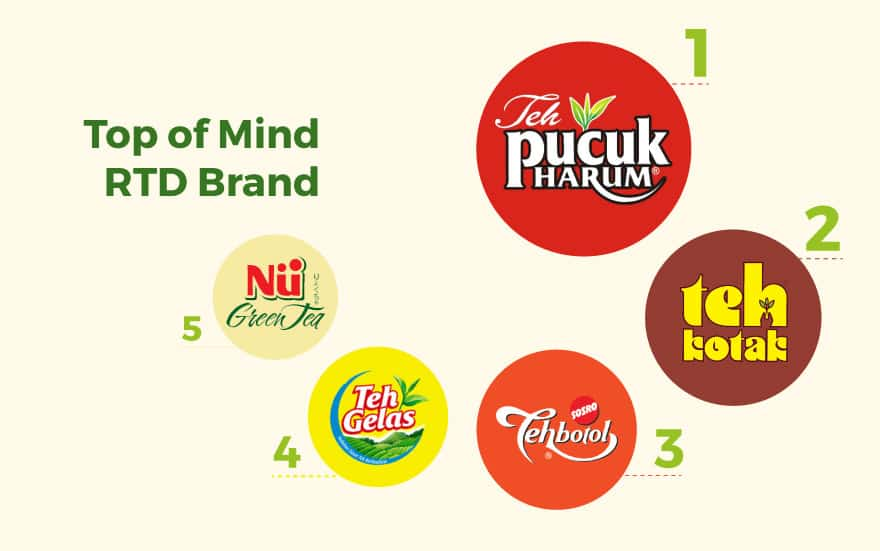 Top of Mind
RTD Brand
1
Teh
pucuk
HARUM®
2
teh
kotak
3
SOSRO
Tehbotol
®
4
Teh
Gelas
5
Nü
Green Tea